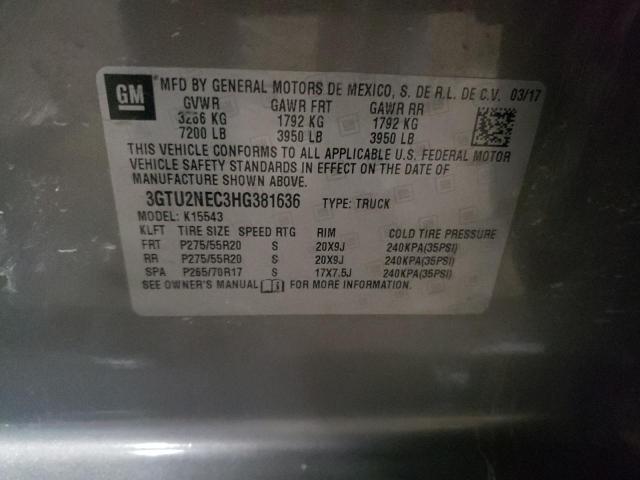 GM MFD BY GENERAL MOTORS DE MEXICO, S. DE R.L. DE C.V. 03/17
GVWR GAWR FRT GAWR RR
3266 KG 1792 KG 1792 KG
7200 LB 3950 LB 3950 LB
THIS VEHICLE CONFORMS TO ALL APPLICABLE U.S. FEDERAL MOTOR
VEHICLE SAFETY STANDARDS IN EFFECT ON THE DATE OF
MANUFACTURE SHOWN ABOVE.
3GTU2NEC3HG381636 TYPE: TRUCK
MODEL: K15543
KLFT TIRE SIZE SPEED RTG RIM COLD TIRE PRESSURE
FRT P275/55R20 S 20X9J 240KPA(35PSI)
RR P275/55R20 S 20X9J 240KPA(35PSI)
SPA P265/70R17 S 17X7.5J 240KPA(35PSI)
SEE OWNER'S MANUAL FOR MORE INFORMATION.